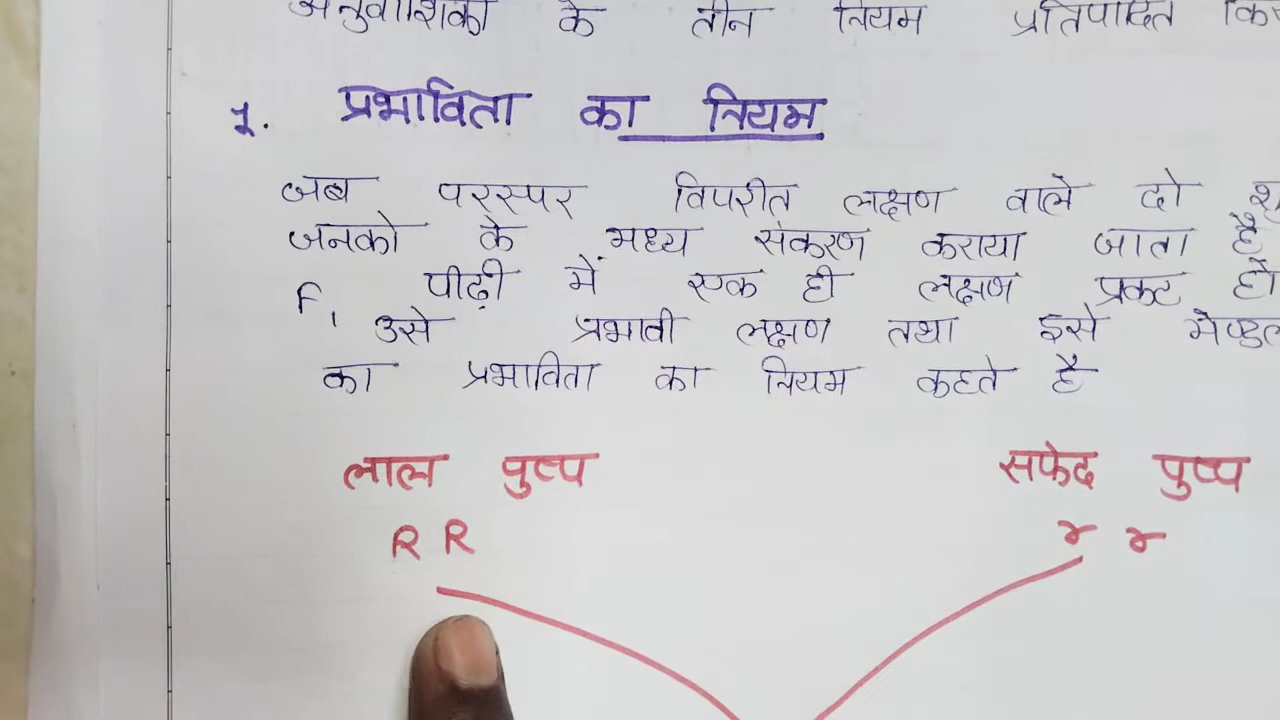 के तीन नियम प्रतिपादित
1. प्रभाविता का नियम
जब परस्पर विपरीत लक्षण वाले दो
जनको के मध्य संकरण कराया जाता है
F1 पीढ़ी में एक ही लक्षण प्रकट हो
उसे प्रभावी लक्षण तथा इसे मेण्डल
का प्रभाविता का नियम कहते है
लाल पुष्प सफेद पुष्प
R R r r